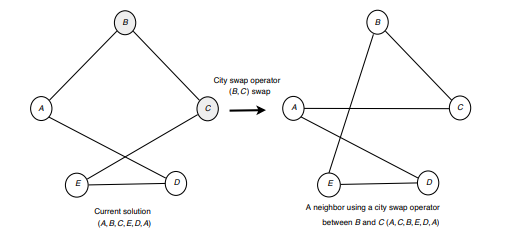 B
B
City swap operator
(B,C) swap
A
C
A
C
E
D
E
D
Current solution
(A,B,C,E,D,A)
A neighbor using a city swap operator
between B and C (A,C,B,E,D,A)